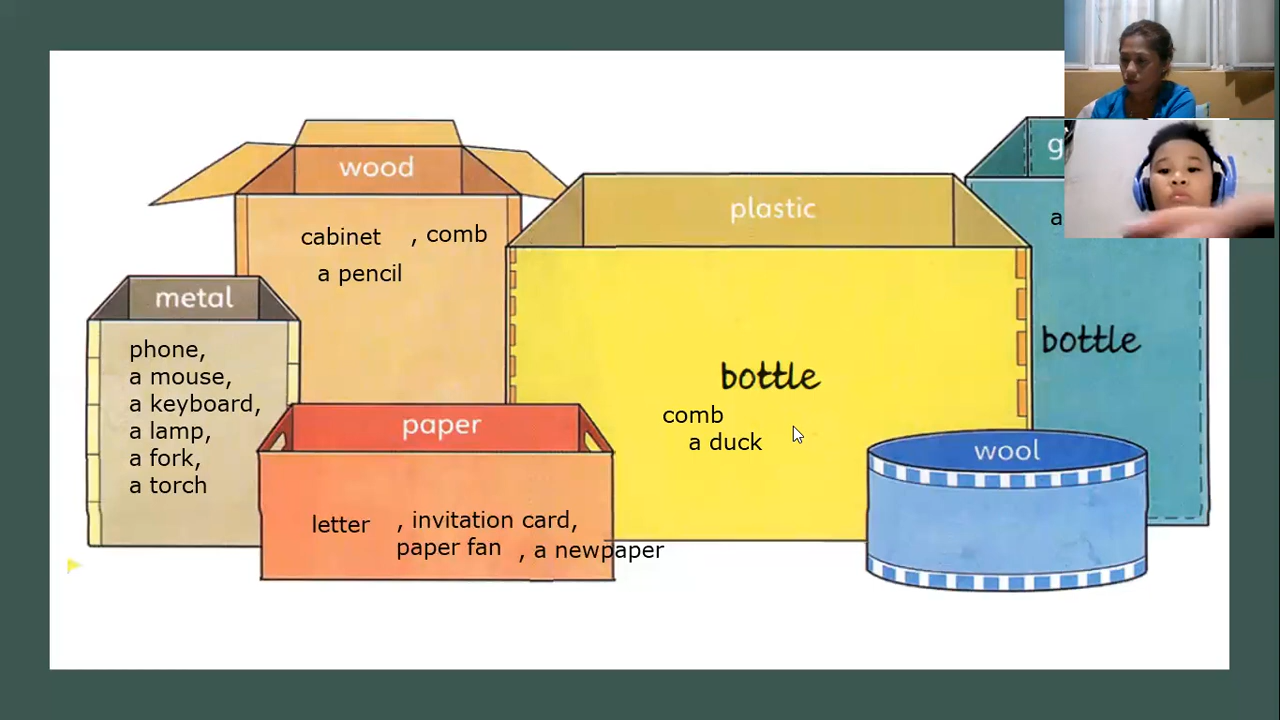 wood
cabinet , comb
a pencil
metal
phone,
a mouse,
a keyboard,
a lamp,
a fork,
a torch
paper
letter , invitation card,
paper fan , a newpaper
plastic
bottle
comb
a duck
bottle
wool